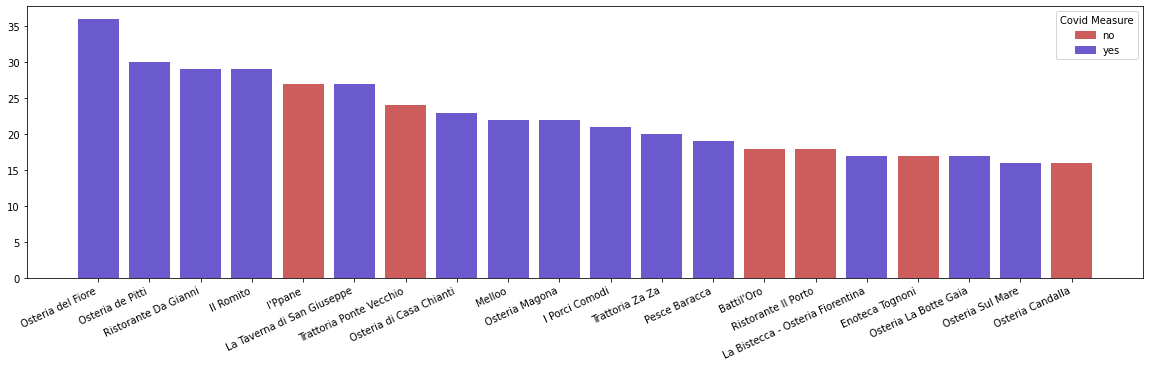 Covid Measure
no
yes
35
30
25
20
15
10
5
0
Osteria del Fiore
Osteria de Pitti
Ristorante Da Gianni
Il Romito
I'Ppane
La Taverna di San Giuseppe
Trattoria Ponte Vecchio
Osteria di Casa Chianti
Melloo
Osteria Magona
I Porci Comodi
Trattoria Za Za
Pesce Baracca
Battil'Oro
Ristorante Il Porto
La Bistecca - Osteria Fiorentina
Enoteca Tognoni
Osteria La Botte Gaia
Osteria Sul Mare
Osteria Candalla